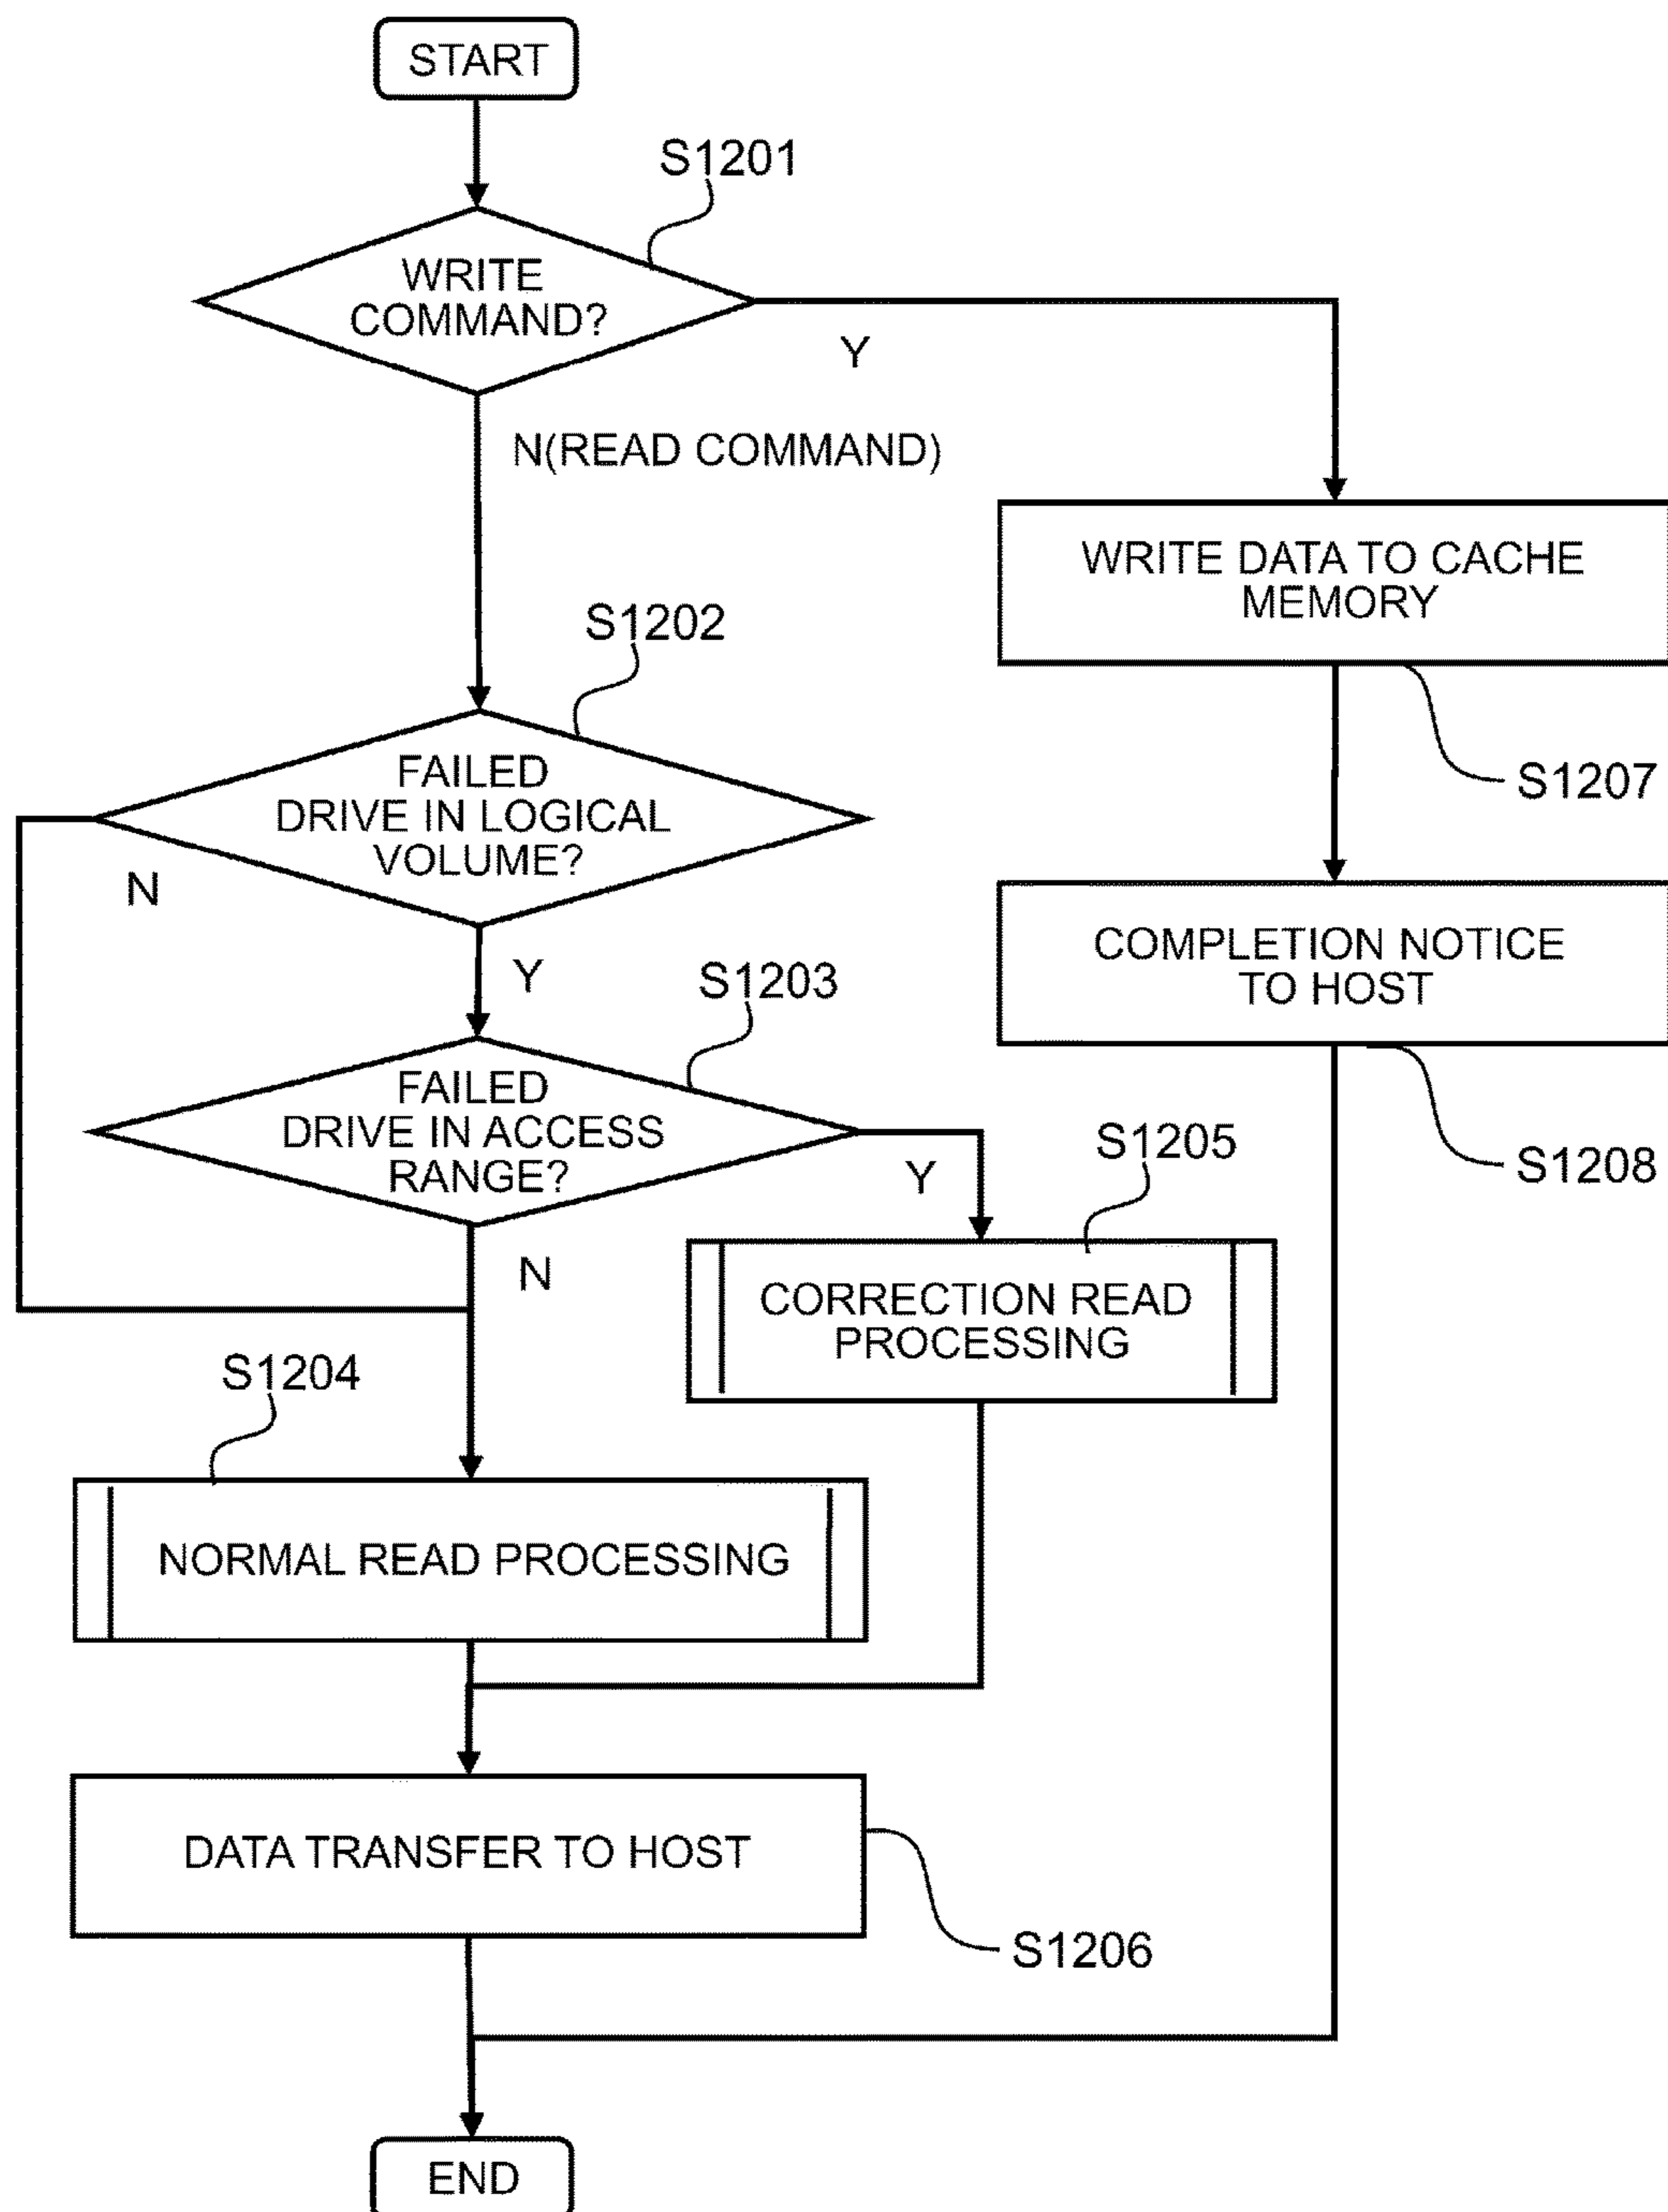 START
S1201
WRITE
COMMAND?
Y
N(READ COMMAND)
WRITE DATA TO CACHE
MEMORY
S1207
S1202
FAILED
DRIVE IN LOGICAL
VOLUME?
N
Y
COMPLETION NOTICE
TO HOST
S1208
S1203
FAILED
DRIVE IN ACCESS
RANGE?
Y
N
S1205
CORRECTION READ
PROCESSING
S1204
NORMAL READ PROCESSING
DATA TRANSFER TO HOST
S1206
END